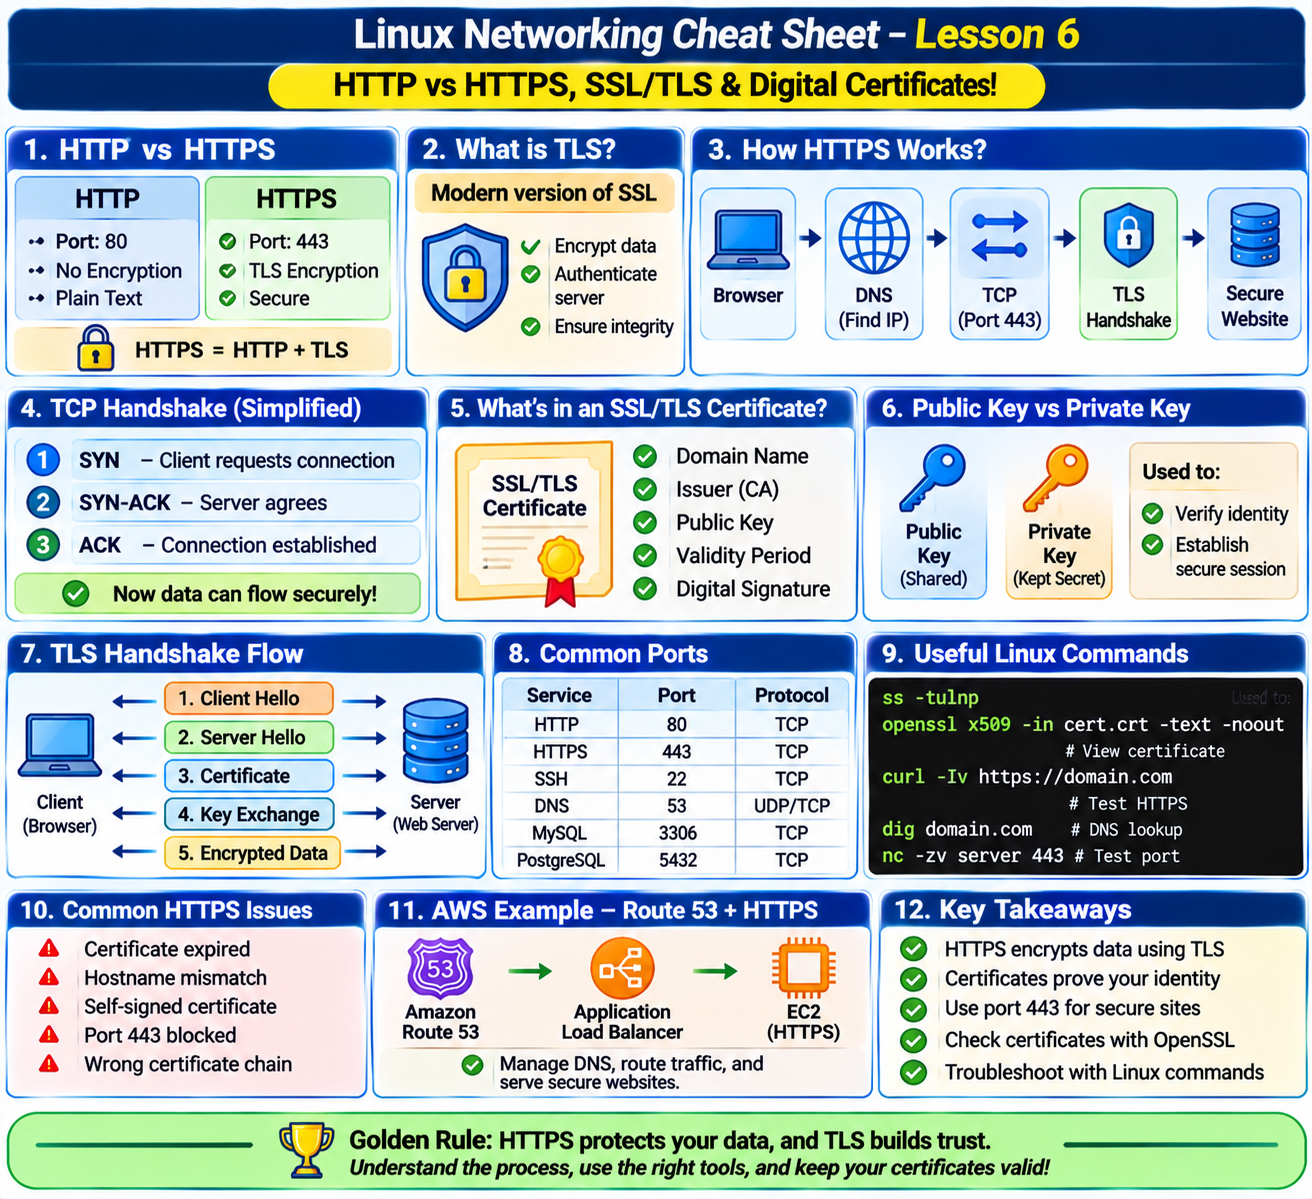 Linux Networking Cheat Sheet – Lesson 6
HTTP vs HTTPS, SSL/TLS & Digital Certificates!
1. HTTP vs HTTPS
HTTP
Port: 80
No Encryption
Plain Text
HTTPS
Port: 443
TLS Encryption
Secure
HTTPS = HTTP + TLS
2. What is TLS?
Modern version of SSL
Encrypt data
Authenticate
server
Ensure integrity
3. How HTTPS Works?
Browser
DNS
(Find IP)
TCP
(Port 443)
TLS
Handshake
Secure
Website
4. TCP Handshake (Simplified)
1 SYN – Client requests connection
2 SYN-ACK – Server agrees
3 ACK – Connection established
Now data can flow securely!
5. What's in an SSL/TLS Certificate?
SSL/TLS
Certificate
Domain Name
Issuer (CA)
Public Key
Validity Period
Digital Signature
6. Public Key vs Private Key
Public
Key
(Shared)
Private
Key
(Kept Secret)
Used to:
Verify identity
Establish
secure session
7. TLS Handshake Flow
Client
(Browser)
1. Client Hello
2. Server Hello
3. Certificate
4. Key Exchange
5. Encrypted Data
Server
(Web Server)
8. Common Ports
Service Port Protocol
HTTP 80 TCP
HTTPS 443 TCP
SSH 22 TCP
DNS 53 UDP/TCP
MySQL 3306 TCP
PostgreSQL 5432 TCP
9. Useful Linux Commands
ss -tulnp Used to:
openssl x509 -in cert.crt -text -noout
# View certificate
curl -Iv https://domain.com
# Test HTTPS
dig domain.com # DNS lookup
nc -zv server 443 # Test port
10. Common HTTPS Issues
Certificate expired
Hostname mismatch
Self-signed certificate
Port 443 blocked
Wrong certificate chain
11. AWS Example – Route 53 + HTTPS
53
Amazon
Route 53
Application
Load Balancer
EC2
(HTTPS)
Manage DNS, route traffic, and
serve secure websites.
12. Key Takeaways
HTTPS encrypts data using TLS
Certificates prove your identity
Use port 443 for secure sites
Check certificates with OpenSSL
Troubleshoot with Linux commands
Golden Rule: HTTPS protects your data, and TLS builds trust.
Understand the process, use the right tools, and keep your certificates valid!